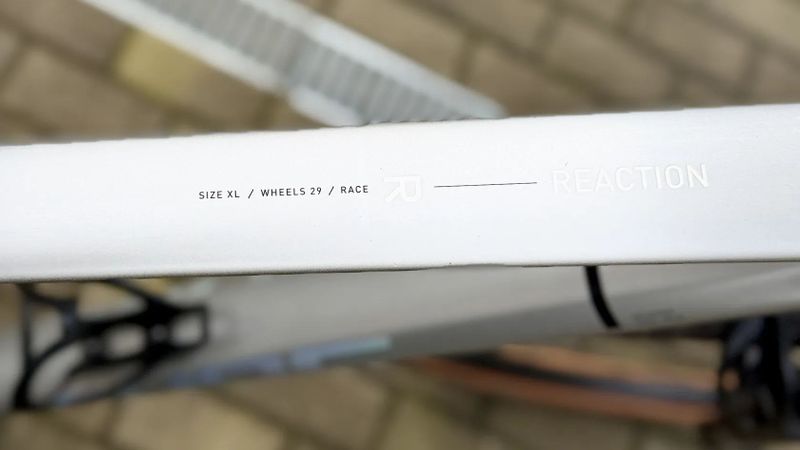 SIZE XL / WHEELS 29 / RACE R REACTION